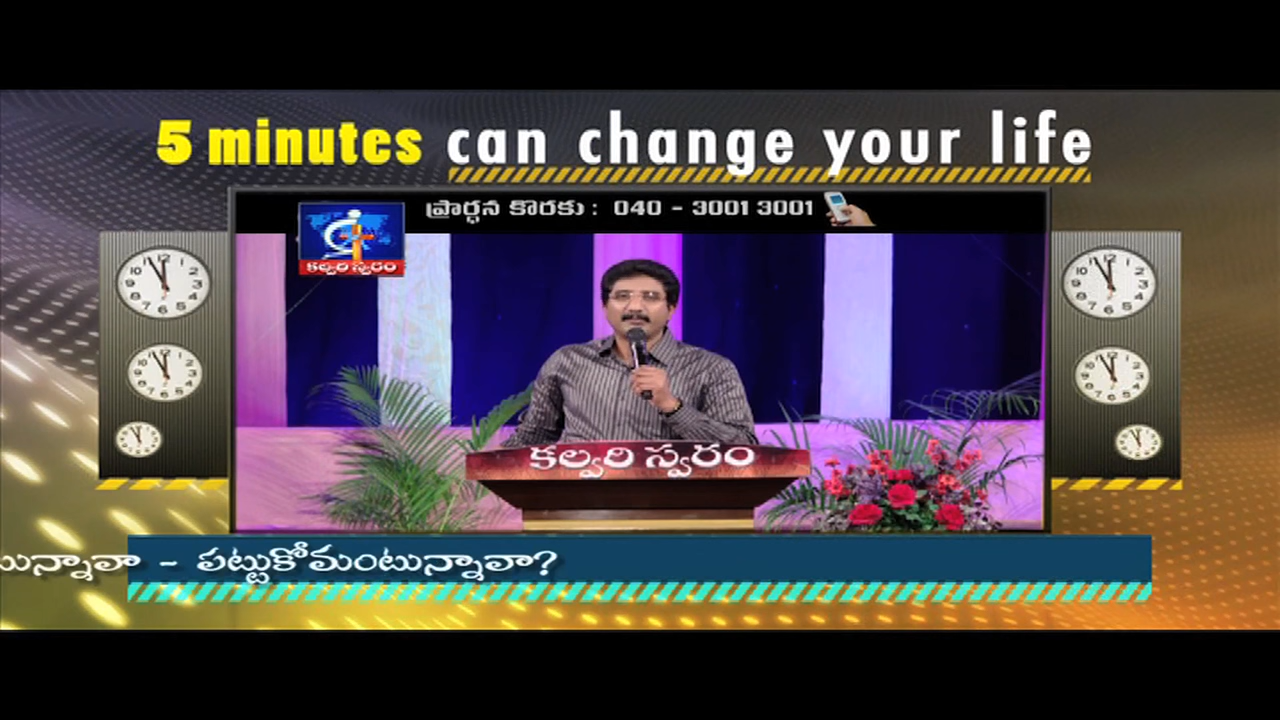 5 minutes can change your life
ప్రార్థన కొరకు : 040 - 3001 3001
కల్వరి స్వరం
కల్వరి స్వరం
టున్నావా - పట్టుకోమంటున్నావా?